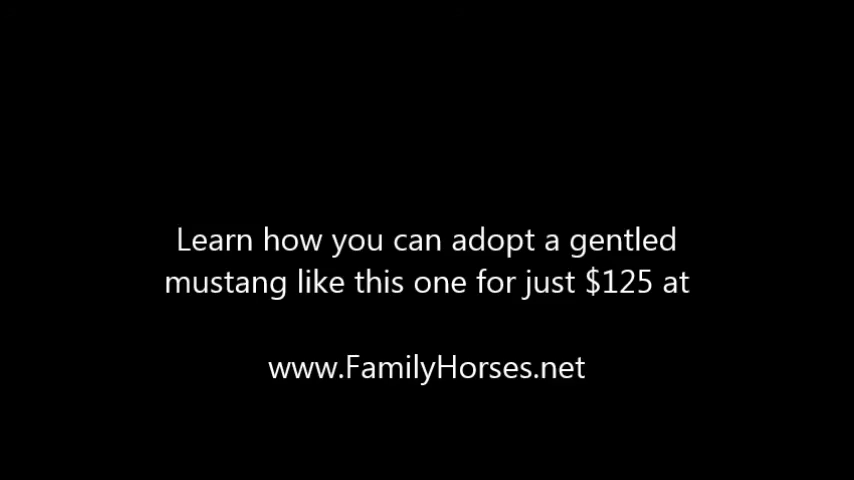 Learn how you can adopt a gentled
mustang like this one for just $125 at
www.FamilyHorses.net